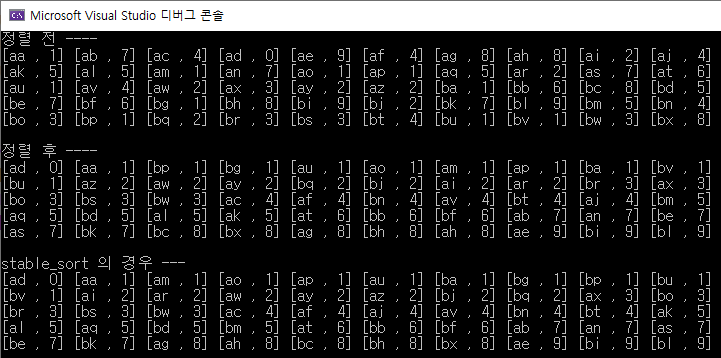 Microsoft Visual Studio 디버그 콘솔
정렬 전 ----
[aa , 1] [ab , 7] [ac , 4] [ad , 0] [ae , 9] [af , 4] [ag , 8] [ah , 8] [ai , 2] [aj , 4]
[ak , 5] [al , 5] [am , 1] [an , 7] [ao , 1] [ap , 1] [aq , 5] [ar , 2] [as , 7] [at , 6]
[au , 1] [av , 4] [aw , 2] [ax , 3] [ay , 2] [az , 2] [ba , 1] [bb , 6] [bc , 8] [bd , 5]
[be , 7] [bf , 6] [bg , 1] [bh , 8] [bi , 9] [bj , 2] [bk , 7] [bl , 9] [bm , 5] [bn , 4]
[bo , 3] [bp , 1] [bq , 2] [br , 3] [bs , 3] [bt , 4] [bu , 1] [bv , 1] [bw , 3] [bx , 8]
정렬 후 ----
[ad , 0] [aa , 1] [bp , 1] [bg , 1] [au , 1] [ao , 1] [am , 1] [ap , 1] [ba , 1] [bv , 1]
[bu , 1] [az , 2] [aw , 2] [ay , 2] [bq , 2] [bj , 2] [ai , 2] [ar , 2] [br , 3] [ax , 3]
[bo , 3] [bs , 3] [bw , 3] [ac , 4] [af , 4] [bn , 4] [av , 4] [bt , 4] [aj , 4] [bm , 5]
[aq , 5] [bd , 5] [al , 5] [ak , 5] [at , 6] [bb , 6] [bf , 6] [ab , 7] [an , 7] [be , 7]
[as , 7] [bk , 7] [bc , 8] [bx , 8] [ag , 8] [bh , 8] [ah , 8] [ae , 9] [bi , 9] [bl , 9]
stable_sort 의 경우 ---
[ad , 0] [aa , 1] [am , 1] [ao , 1] [ap , 1] [au , 1] [ba , 1] [bg , 1] [bp , 1] [bu , 1]
[bv , 1] [ai , 2] [ar , 2] [aw , 2] [ay , 2] [az , 2] [bj , 2] [bq , 2] [ax , 3] [bo , 3]
[br , 3] [bs , 3] [bw , 3] [ac , 4] [af , 4] [aj , 4] [av , 4] [bn , 4] [bt , 4] [ak , 5]
[al , 5] [aq , 5] [bd , 5] [bm , 5] [at , 6] [bb , 6] [bf , 6] [ab , 7] [an , 7] [as , 7]
[be , 7] [bk , 7] [ag , 8] [ah , 8] [bc , 8] [bh , 8] [bx , 8] [ae , 9] [bi , 9] [bl , 9]